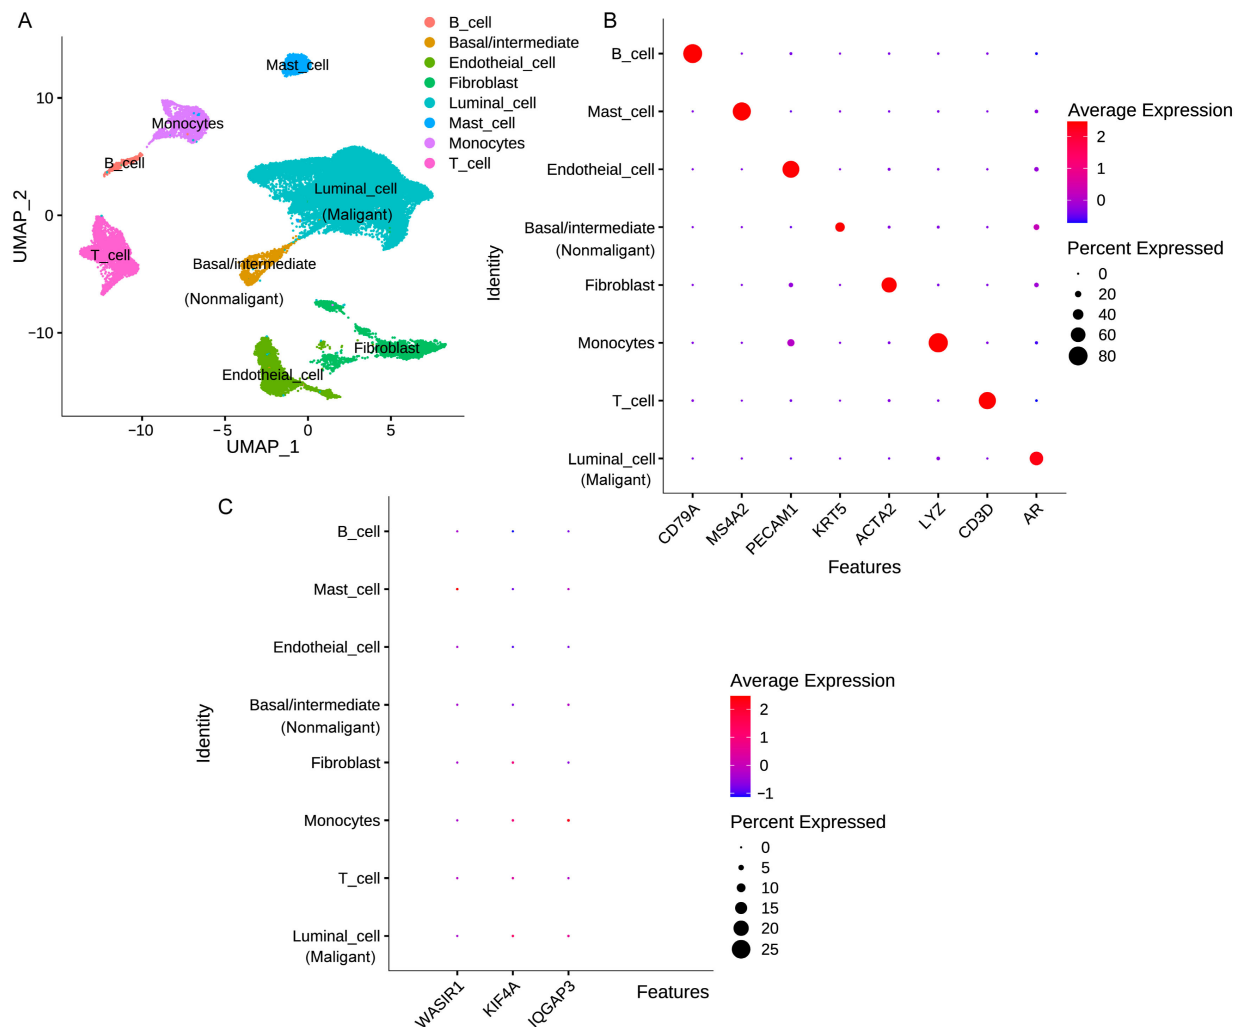 A
B_cell
Basal/intermediate
Endotheial_cell
Fibroblast
Luminal_cell
Mast_cell
Monocytes
T_cell
Mast_cell
Monocytes
B_cell
Luminal_cell
(Maligant)
T_cell
Basal/intermediate
(Nonmaligant)
Fibroblast
Endotheial_cell
10
0
−10
UMAP_2
−10
−5
0
5
UMAP_1
B
B_cell
Mast_cell
Endotheial_cell
Basal/intermediate
(Nonmaligant)
Fibroblast
Monocytes
T_cell
Luminal_cell
(Maligant)
Identity
CD79A
MS4A2
PECAM1
KRT5
ACTA2
LYZ
CD3D
AR
Features
Average Expression
2
1
0
Percent Expressed
0
20
40
60
80
C
B_cell
Mast_cell
Endotheial_cell
Basal/intermediate
(Nonmaligant)
Fibroblast
Monocytes
T_cell
Luminal_cell
(Maligant)
Identity
WASIR1
KIF4A
IQGAP3
Features
Average Expression
2
1
0
−1
Percent Expressed
0
5
10
15
20
25